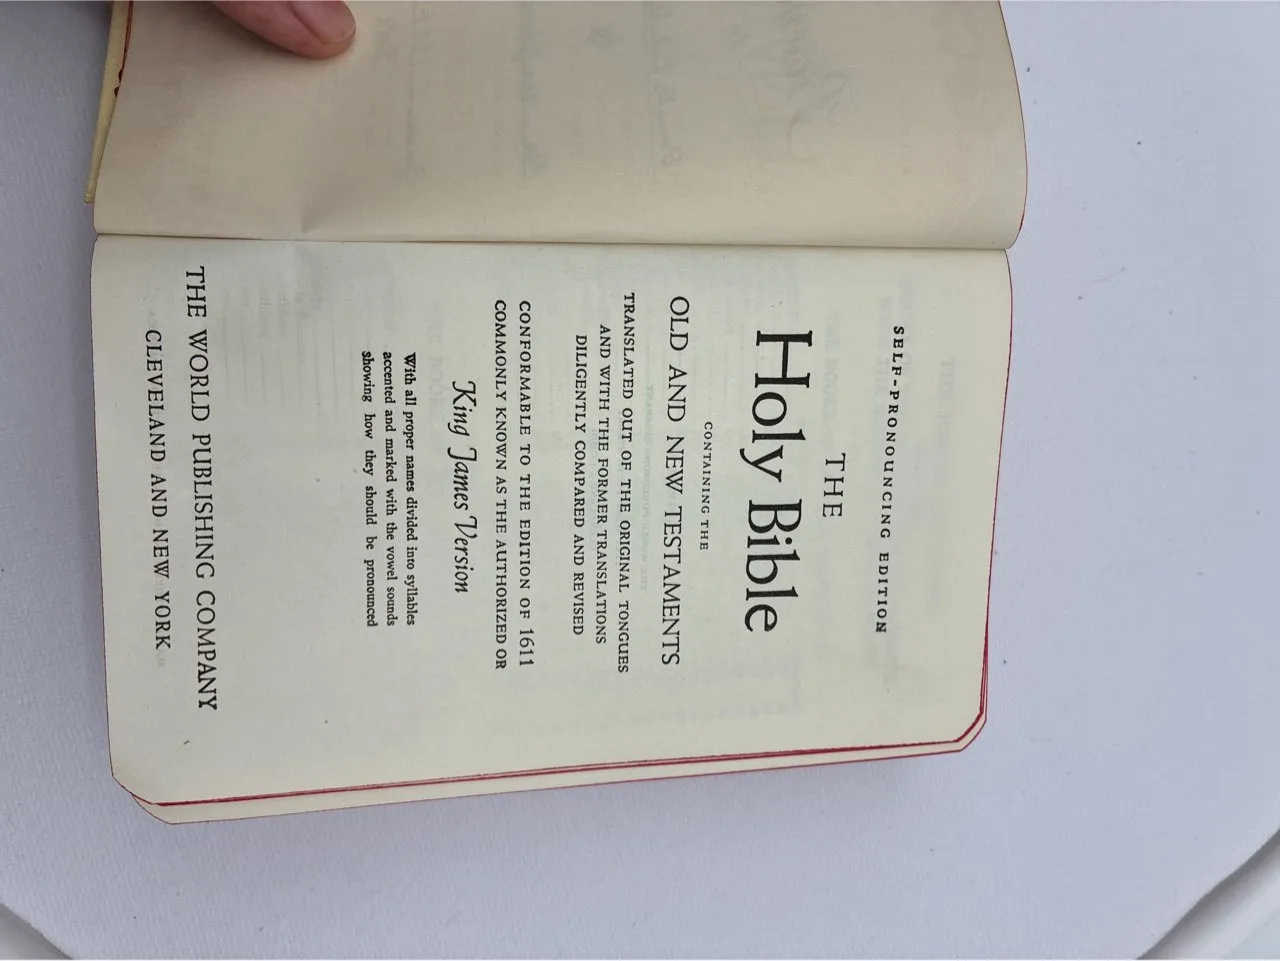 SELF-PRONOUNCING EDITION
THE
Holy Bible
CONTAINING THE
OLD AND NEW TESTAMENTS
TRANSLATED OUT OF THE ORIGINAL TONGUES
AND WITH THE FORMER TRANSLATIONS
DILIGENTLY COMPARED AND REVISED
CONFORMABLE TO THE EDITION OF 1611
COMMONLY KNOWN AS THE AUTHORIZED OR
King James Version
With all proper names divided into syllables
accented and marked with the vowel sounds
showing how they should be pronounced
THE WORLD PUBLISHING COMPANY
CLEVELAND AND NEW YORK